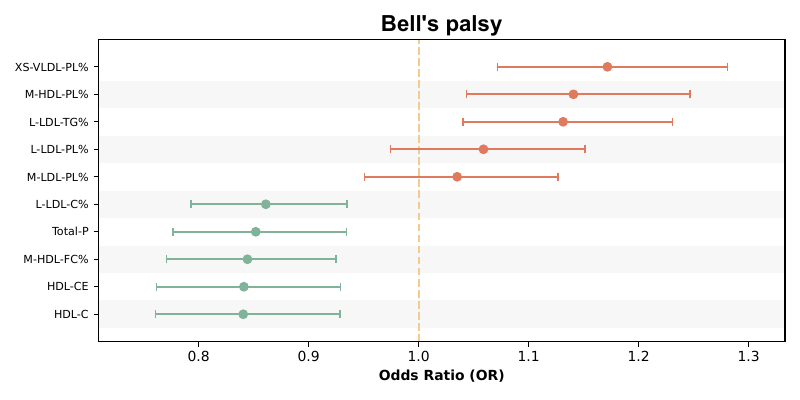 Bell's palsy
XS-VLDL-PL%
M-HDL-PL%
L-LDL-TG%
L-LDL-PL%
M-LDL-PL%
L-LDL-C%
Total-P
M-HDL-FC%
HDL-CE
HDL-C
0.8 0.9 1.0 1.1 1.2 1.3
Odds Ratio (OR)